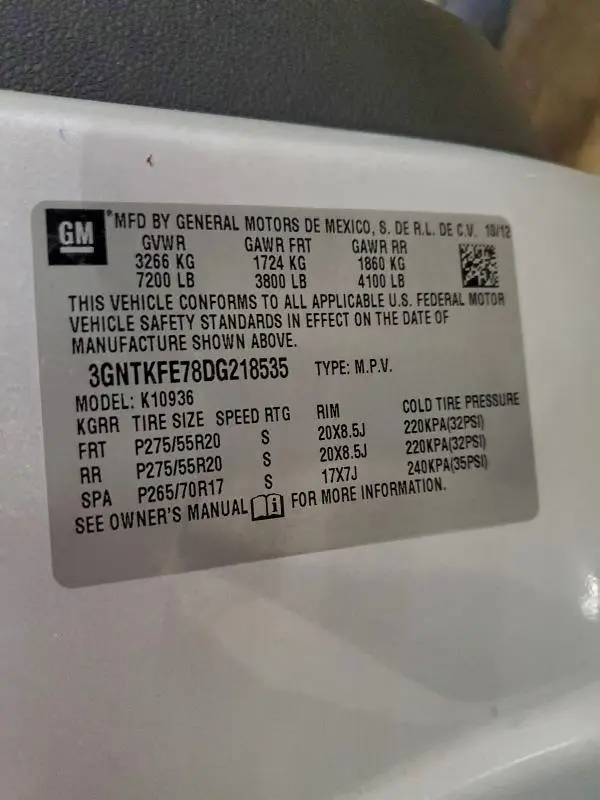 GM
*MFD BY GENERAL MOTORS DE MEXICO, S. DE R.L. DE C.V. 10/12
GVWR GAWR FRT GAWR RR
3266 KG 1724 KG 1860 KG
7200 LB 3800 LB 4100 LB
THIS VEHICLE CONFORMS TO ALL APPLICABLE U.S. FEDERAL MOTOR
VEHICLE SAFETY STANDARDS IN EFFECT ON THE DATE OF
MANUFACTURE SHOWN ABOVE.
3GNTKFE78DG218535 TYPE: M.P.V.
MODEL: K10936
KGRR TIRE SIZE SPEED RTG RIM COLD TIRE PRESSURE
FRT P275/55R20 S 20X8.5J 220KPA(32PSI)
RR P275/55R20 S 20X8.5J 220KPA(32PSI)
SPA P265/70R17 S 17X7J 240KPA(35PSI)
SEE OWNER'S MANUAL FOR MORE INFORMATION.